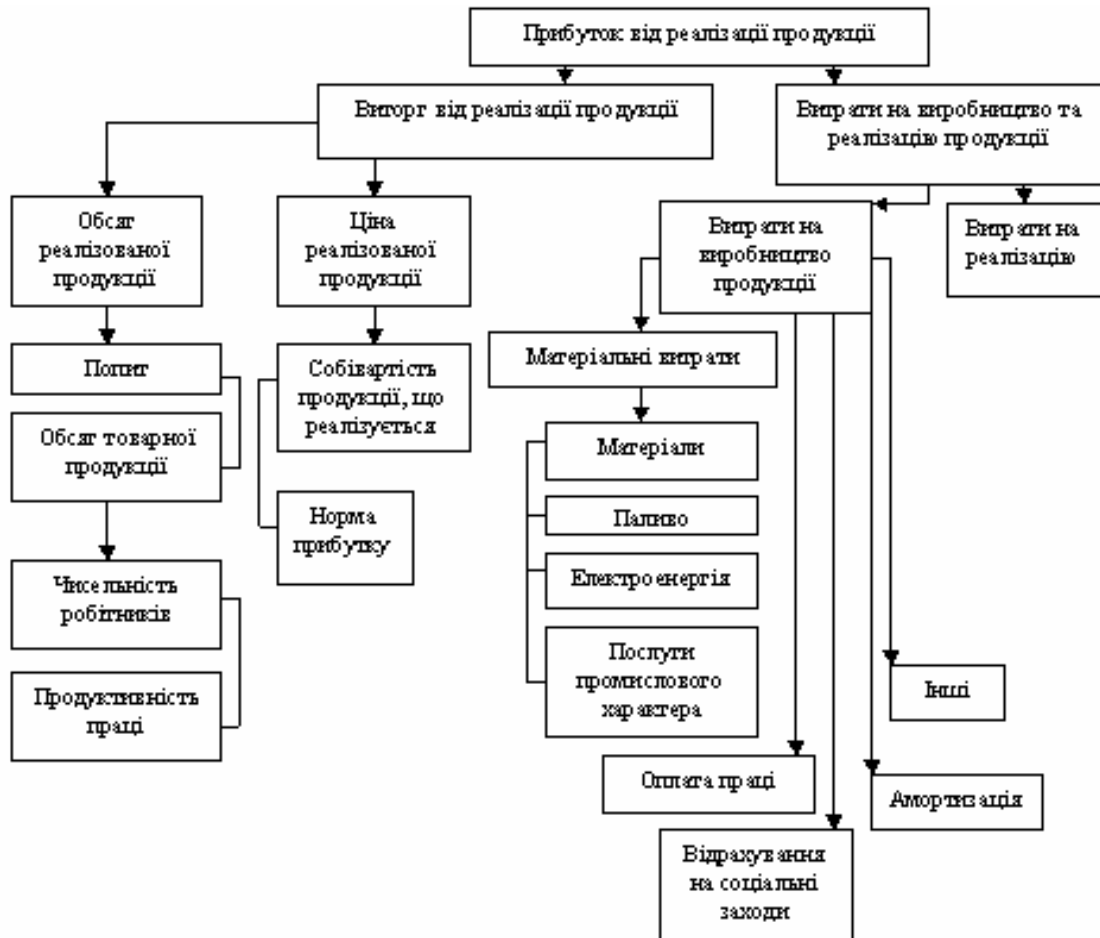 Прибуток від реалізації продукції
Виторг від реалізації продукції
Витрати на виробництво та
реалізацію продукції
Обсяг
реалізованої
продукції
Ціна
реалізованої
продукції
Витрати на
виробництво
продукції
Витрати на
реалізацію
Попит
Обсяг товарної
продукції
Собівартість
продукції, що
реалізується
Матеріальні витрати
Матеріали
Норма
прибутку
Паливо
Електроенергія
Чисельність
робітників
Послуги
промислового
характера
Продуктивність
праці
Інші
Оплата праці
Амортизація
Відрахування
на соціальні
заходи